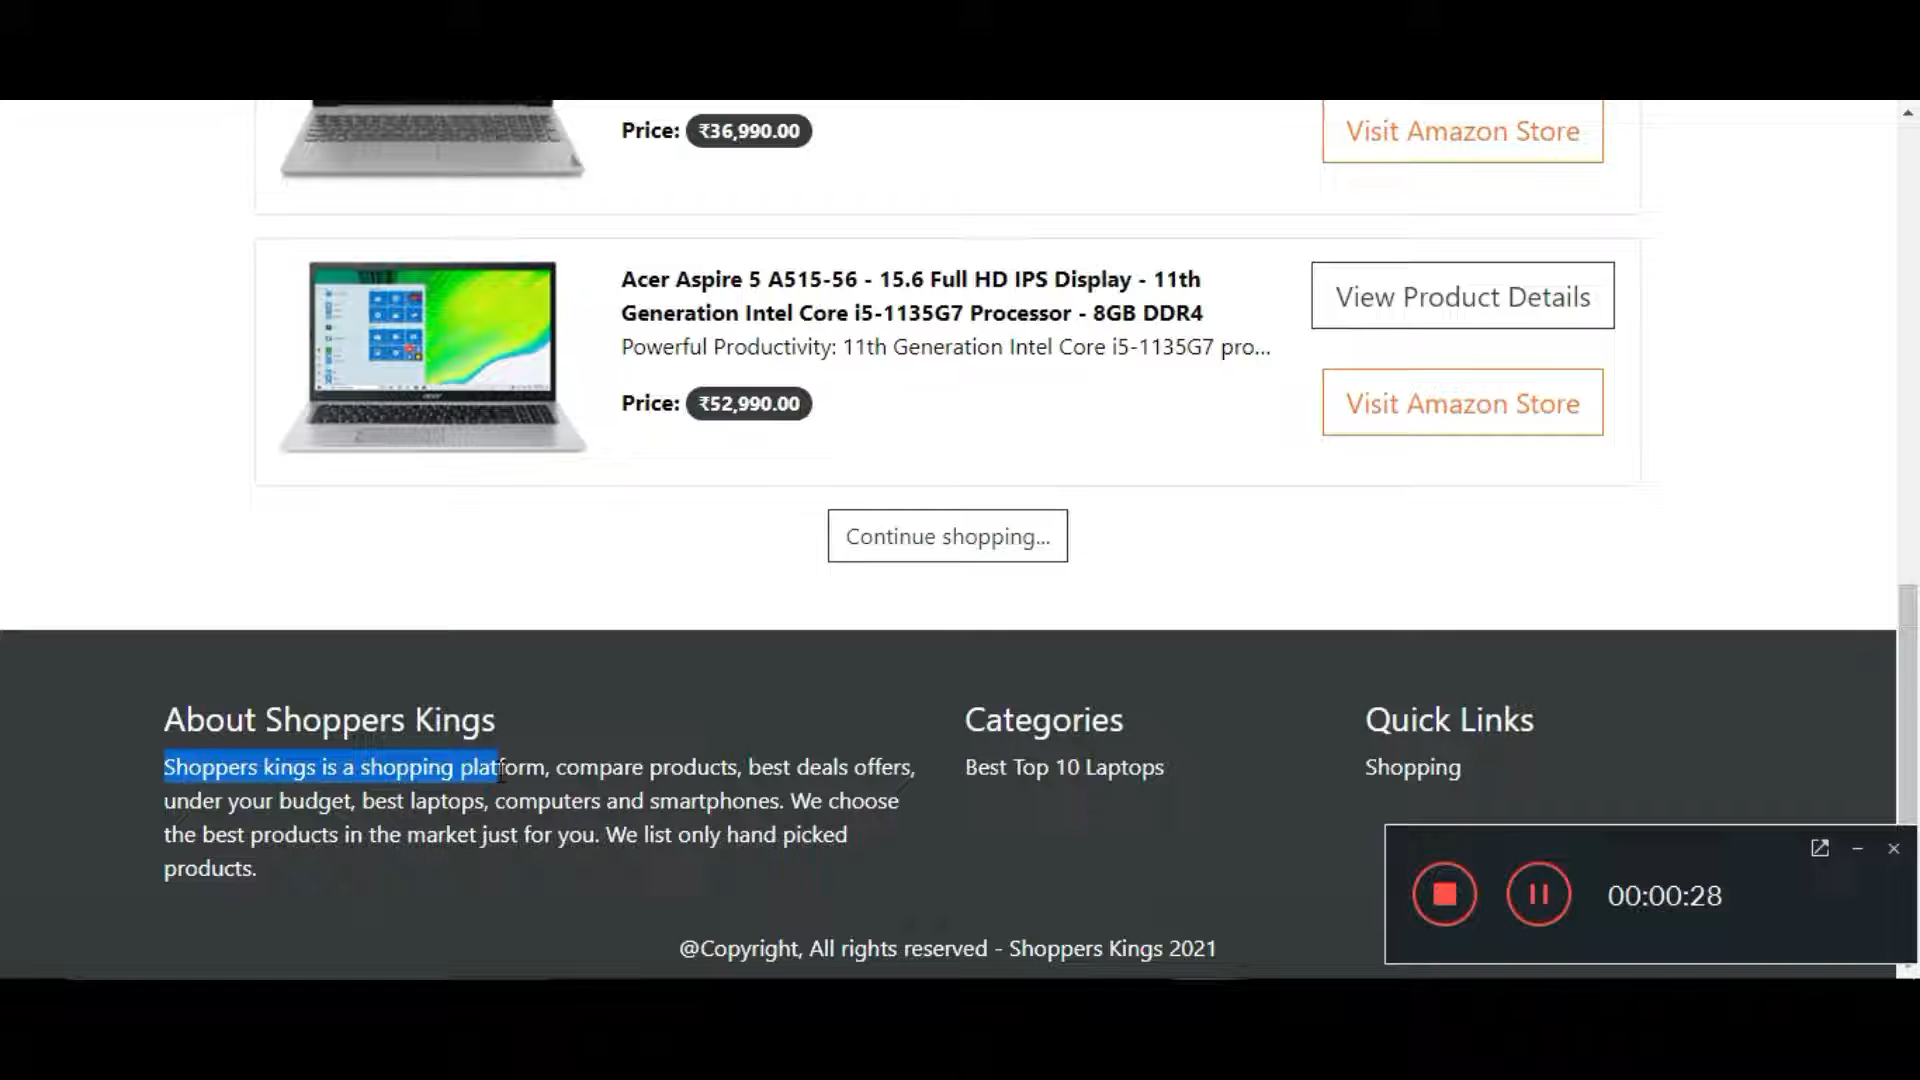 Price: ₹36,990.00
Visit Amazon Store
Acer Aspire 5 A515-56 - 15.6 Full HD IPS Display - 11th
Generation Intel Core i5-1135G7 Processor - 8GB DDR4
Powerful Productivity: 11th Generation Intel Core i5-1135G7 pro...
Price: ₹52,990.00
View Product Details
Visit Amazon Store
Continue shopping...
About Shoppers Kings
Shoppers kings is a shopping platform, compare products, best deals offers,
under your budget, best laptops, computers and smartphones. We choose
the best products in the market just for you. We list only hand picked
products.
Categories
Best Top 10 Laptops
Quick Links
Shopping
00:00:28
@Copyright, All rights reserved - Shoppers Kings 2021